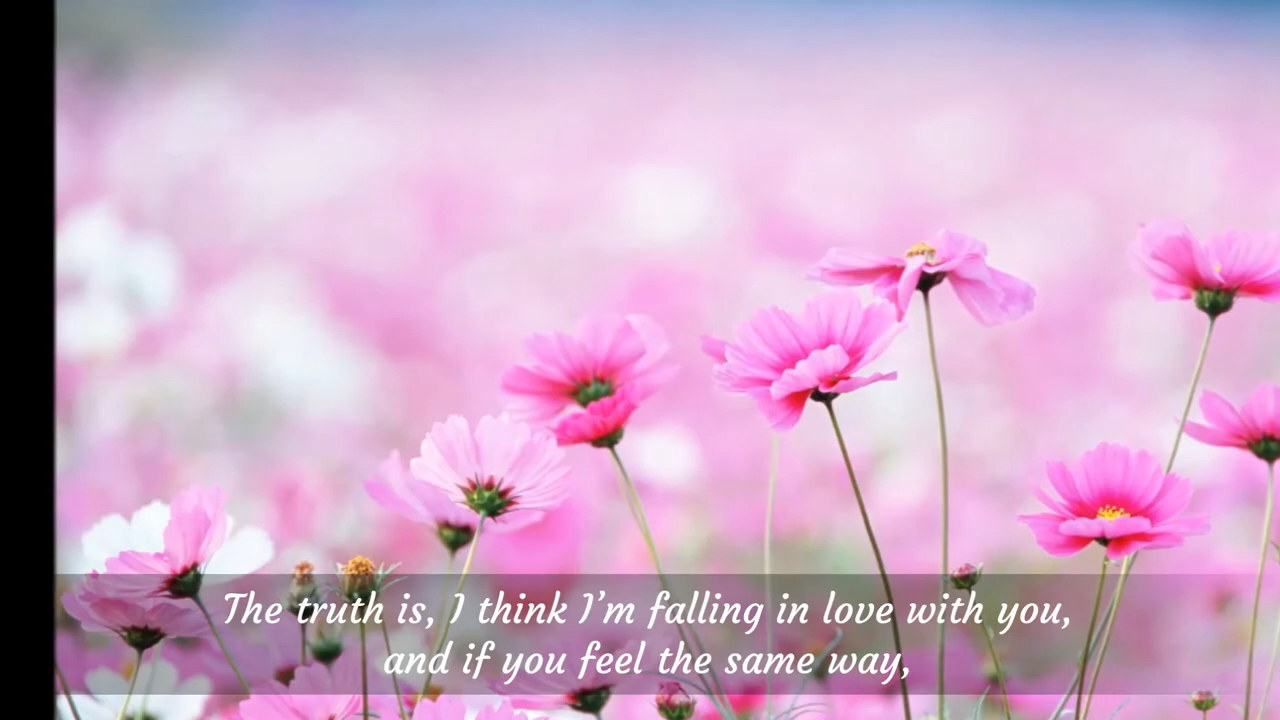 The truth is, I think I’m falling in love with you,
and if you feel the same way,